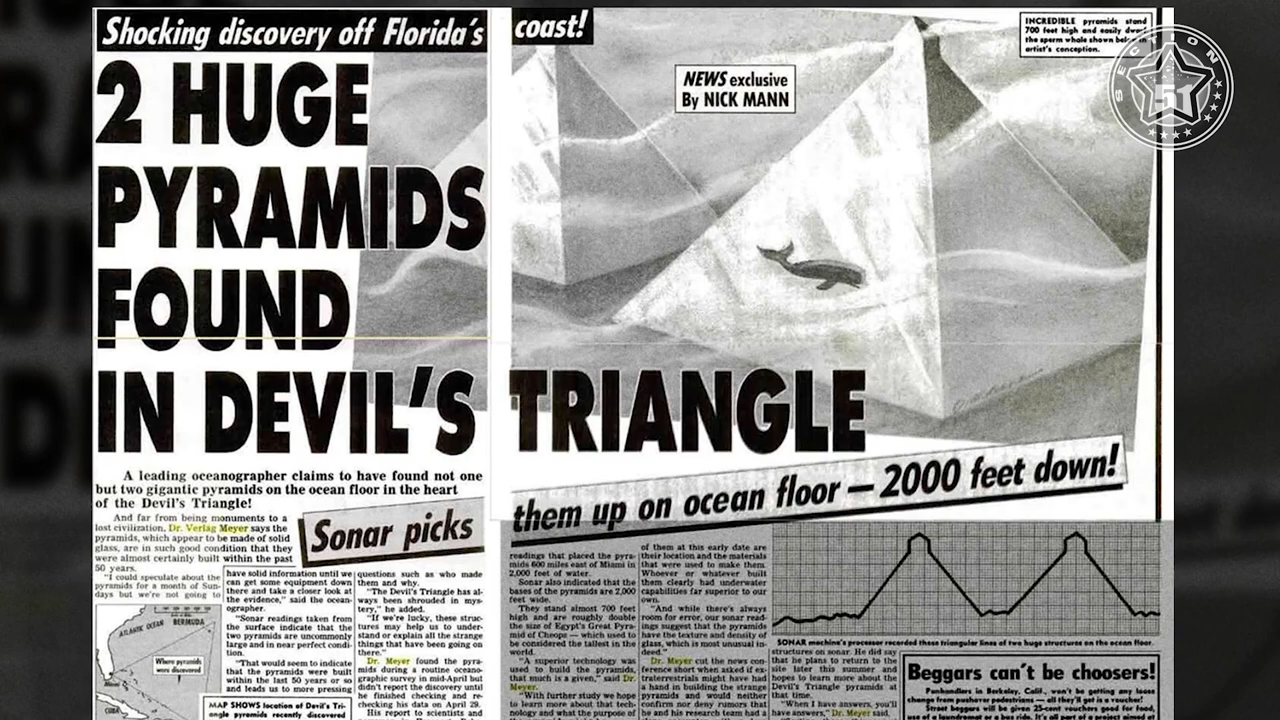 Shocking discovery off Florida's coast!
2 HUGE
PYRAMIDS
FOUND
IN DEVIL'S TRIANGLE
NEWS exclusive
By NICK MANN
INCREDIBLE pyramids stand
700 feet high and easily
the sperm whale shown
artist's conception.
SECTION
51
A leading oceanographer claims to have found not one
but two gigantic pyramids on the ocean floor in the heart
of the Devil's Triangle!
Sonar picks them up on ocean floor — 2000 feet down!
And far from being monuments to a
lost civilization, Dr. Verlag Meyer says the
pyramids, which appear to be made of solid
glass, are in such good condition that they
were almost certainly built within the past
50 years.
"I could speculate about the
pyramids for a month of Sun-
days but we're not going to
have solid information until we
can get some equipment down
there and take a closer look at
the evidence," said the ocean-
ographer.
"Sonar readings taken from
the surface indicate that the
two pyramids are uncommonly
large and in near perfect condi-
tion.
"That would seem to indicate
that the pyramids were built
within the last 50 years or so
and leads us to more pressing
questions such as who made
them and why.
"The Devil's Triangle has al-
ways been shrouded in mys-
tery," he added.
"If we're lucky, these struc-
tures may help us to under-
stand or explain all the strange
things that have been going on
there."
Dr. Meyer found the pyra-
mids during a routine oceano-
graphic survey in mid-April but
didn't report the discovery until
he finished checking and re-
checking his data on April 29.
His report to scientists and
ATLANTIC OCEAN
BERMUDA
Where pyramids
were discovered
CUBA
MAP SHOWS location of Devil's Tri-
angle pyramids recently discovered
readings that placed the pyra-
mids 600 miles east of Miami in
2,000 feet of water.
Sonar also indicated that the
bases of the pyramids are 2,000
feet wide.
They stand almost 700 feet
high and are roughly double
the size of Egypt's Great Pyra-
mid of Cheops — which used to
be considered the tallest in the
world.
"A superior technology was
used to build the pyramids,
that much is a given," said Dr.
Meyer.
"With further study we hope
to learn more about that tech-
nology and what the purpose of
of them at this early date are
their location and the materials
that were used to make them.
Whoever or whatever built
them clearly had underwater
capabilities far superior to our
own.
"And while there's always
room for error, our sonar read-
ings suggest that the pyramids
have the texture and density of
glass, which is most unusual in-
deed."
Dr. Meyer cut the news con-
ference short when asked if ex-
traterrestrials might have had
a hand in building the strange
pyramids and would neither
confirm nor deny rumors that
he and his research team had a
SONAR machine's presence recorded these triangular lines of two huge structures on the ocean floor.
structures on sonar. He did say
that he plans to return to the
site later this summer and
hopes to learn more about the
Devil's Triangle pyramids at
that time.
"When I have answers, you'll
have answers," Dr. Meyer said.
Beggars can't be choosers!
Panhandlers in Berkeley, Calif., won't be getting any loose
change from pushover pedestrians — all they'll get is a voucher!
Street beggars will be given 25-cent vouchers good for food,
use of a laundromat or a bus ride. It's all part of a project aimed at